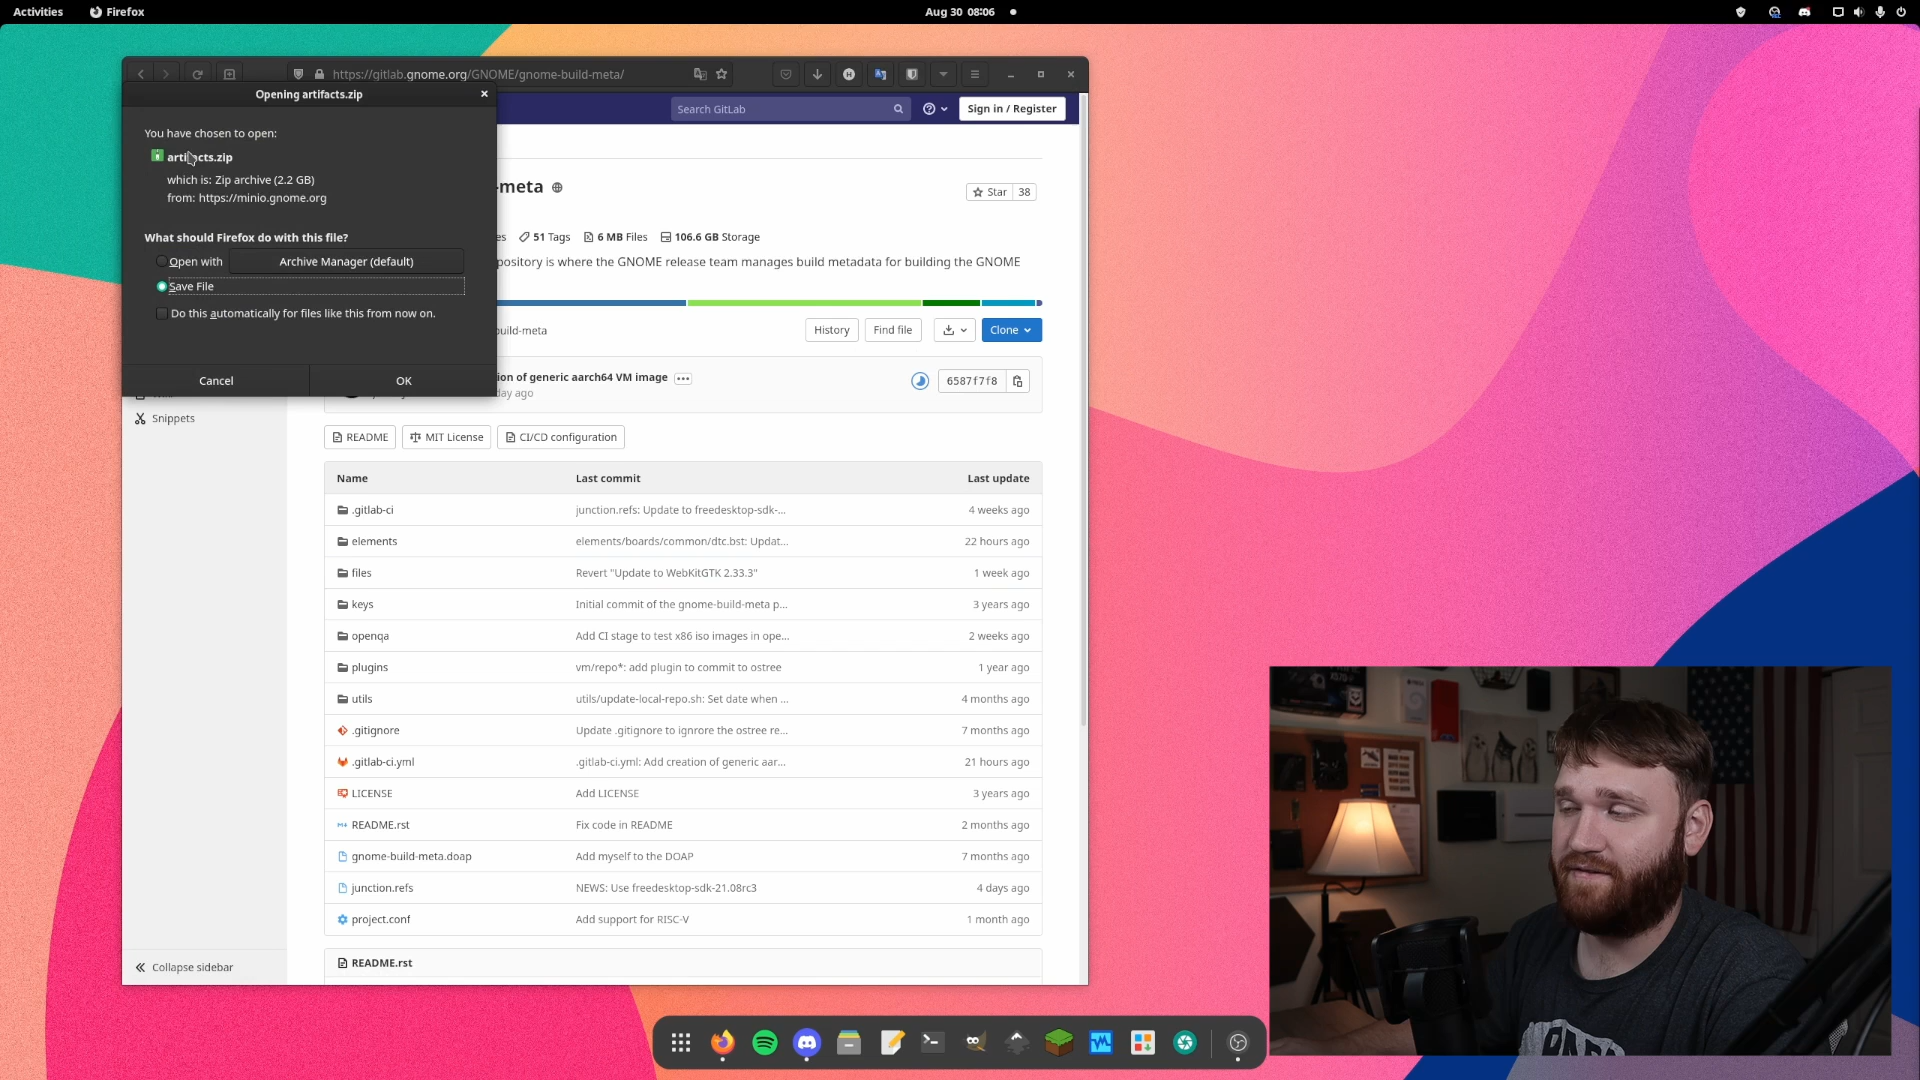 Activities
Firefox
Aug 30 08:06
https://gitlab.gnome.org/GNOME/gnome-build-meta/
Opening artifacts.zip
You have chosen to open:
artifacts.zip
which is: Zip archive (2.2 GB)
from: https://minio.gnome.org
What should Firefox do with this file?
Open with
Archive Manager (default)
Save File
Do this automatically for files like this from now on.
Cancel
OK
Search GitLab
Sign in / Register
-meta
Star 38
es
51 Tags
6 MB Files
106.6 GB Storage
pository is where the GNOME release team manages build metadata for building the GNOME
build-meta
History
Find file
Clone
ion of generic aarch64 VM image
day ago
6587f7f8
Snippets
README
MIT License
CI/CD configuration
Name Last commit Last update
.gitlab-ci junction.refs: Update to freedesktop-sdk-... 4 weeks ago
elements elements/boards/common/dtc.bst: Updat... 22 hours ago
files Revert "Update to WebKitGTK 2.33.3" 1 week ago
keys Initial commit of the gnome-build-meta p... 3 years ago
openqa Add CI stage to test x86 iso images in ope... 2 weeks ago
plugins vm/repo*: add plugin to commit to ostree 1 year ago
utils utils/update-local-repo.sh: Set date when ... 4 months ago
.gitignore Update .gitignore to ignrore the ostree re... 7 months ago
.gitlab-ci.yml .gitlab-ci.yml: Add creation of generic aar... 21 hours ago
LICENSE Add LICENSE 3 years ago
README.rst Fix code in README 2 months ago
gnome-build-meta.doap Add myself to the DOAP 7 months ago
junction.refs NEWS: Use freedesktop-sdk-21.08rc3 4 days ago
project.conf Add support for RISC-V 1 month ago
README.rst
Collapse sidebar